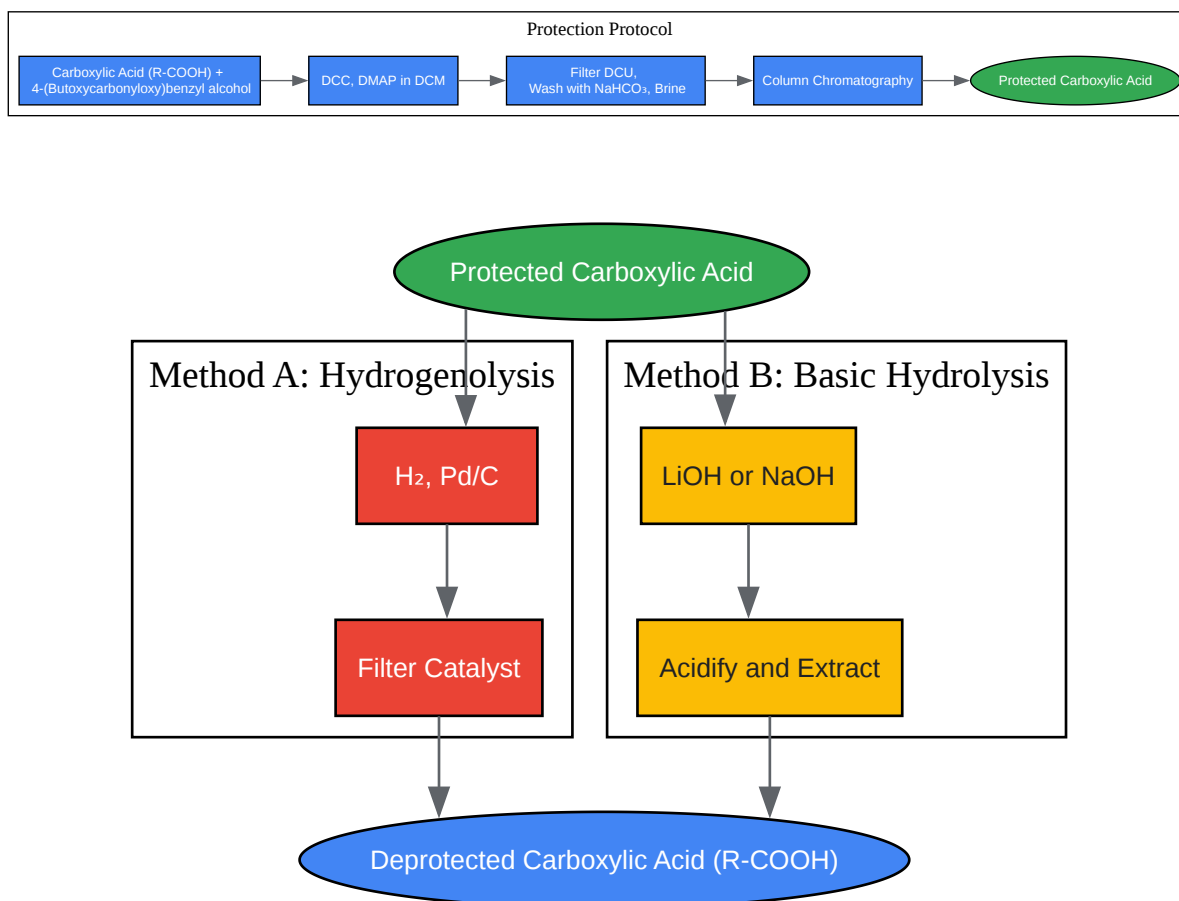 Protection Protocol
Carboxylic Acid (R-COOH) +
4-(Butoxycarbonyloxy)benzyl alcohol
DCC, DMAP in DCM
Filter DCU,
Wash with NaHCO₃, Brine
Column Chromatography
Protected Carboxylic Acid
Protected Carboxylic Acid
Method A: Hydrogenolysis
H₂, Pd/C
Filter Catalyst
Method B: Basic Hydrolysis
LiOH or NaOH
Acidify and Extract
Deprotected Carboxylic Acid (R-COOH)